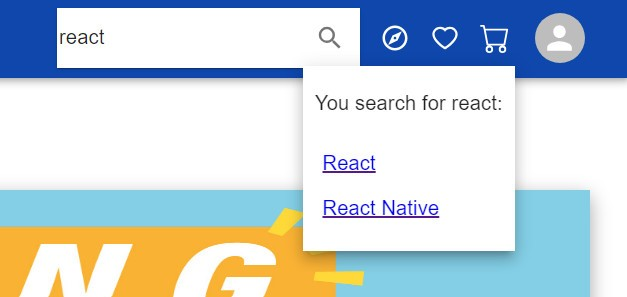 react
You search for react:
React
React Native
N G